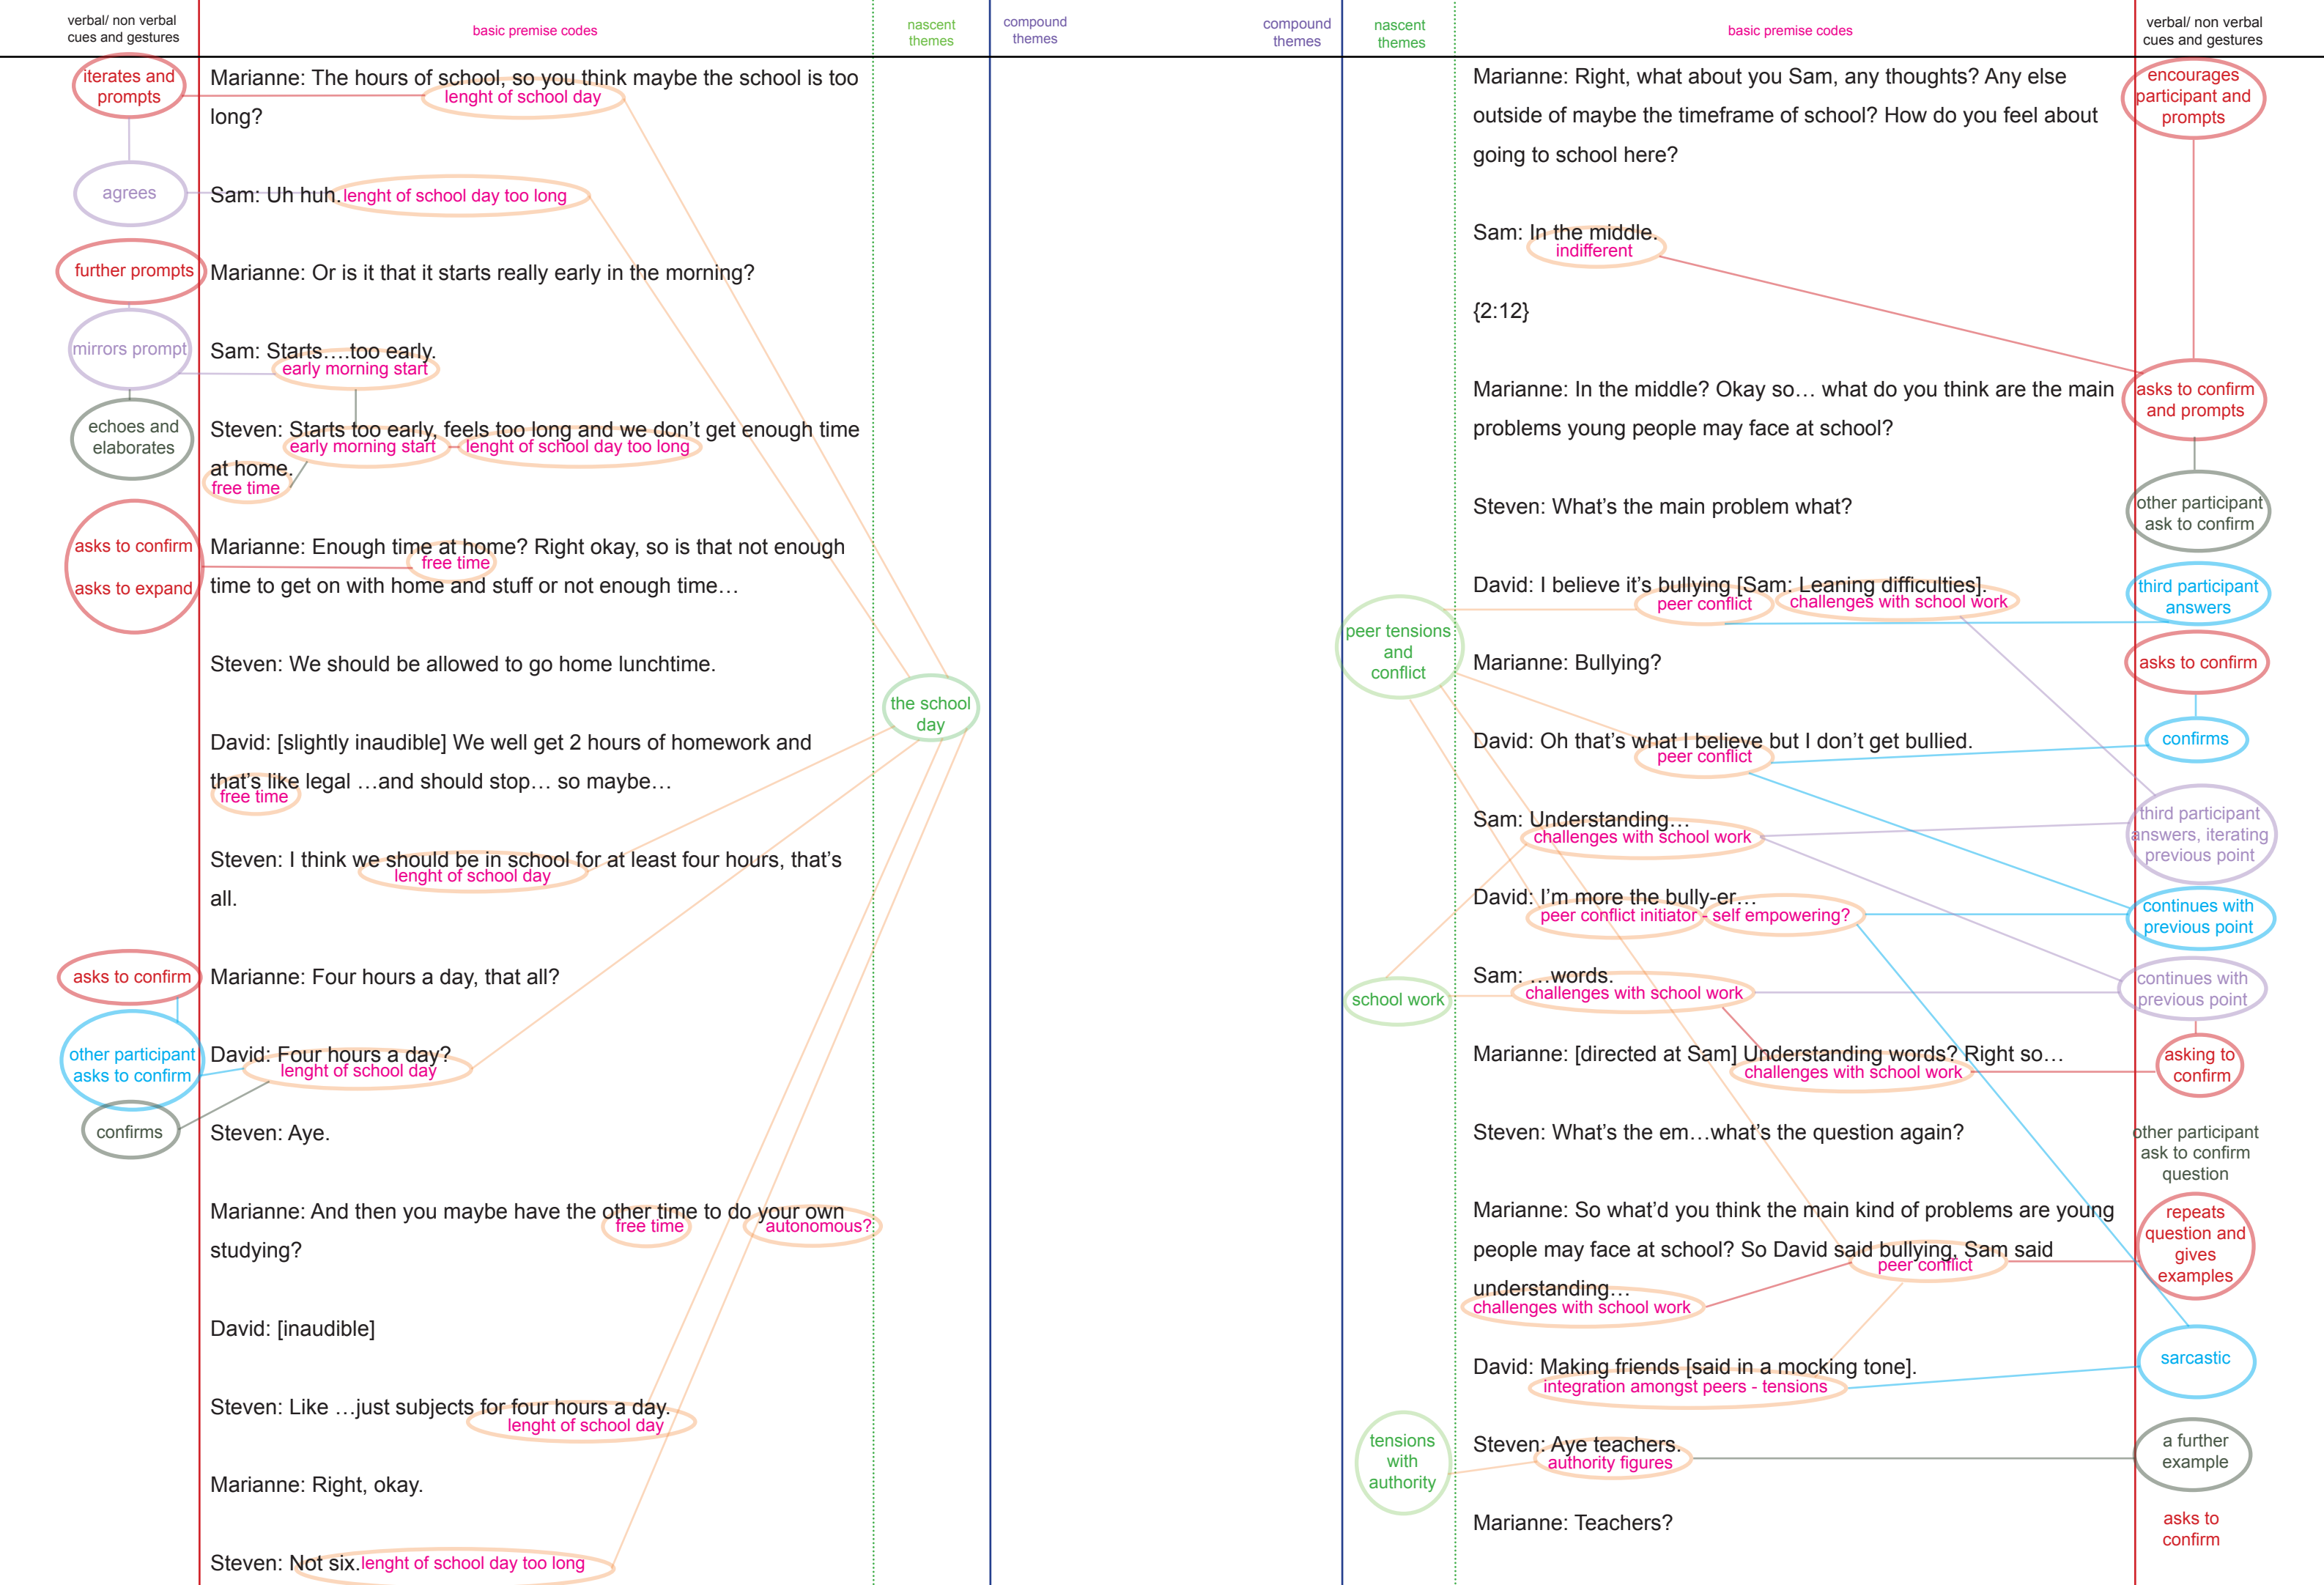 verbal/ non verbal
cues and gestures
basic premise codes
nascent
themes
compound
themes
iterates and
prompts
Marianne: The hours of school, so you think maybe the school is too
lenght of school day
long?
agrees
Sam: Uh huh. lenght of school day too long
further prompts
Marianne: Or is it that it starts really early in the morning?
mirrors prompt
Sam: Starts….too early.
early morning start
echoes and
elaborates
Steven: Starts too early, feels too long and we don’t get enough time
early morning start lenght of school day too long
at home.
free time
asks to confirm
asks to expand
Marianne: Enough time at home? Right okay, so is that not enough
free time
time to get on with home and stuff or not enough time…
Steven: We should be allowed to go home lunchtime.
the school
day
David: [slightly inaudible] We well get 2 hours of homework and
that’s like legal …and should stop… so maybe…
free time
Steven: I think we should be in school for at least four hours, that’s
lenght of school day
all.
asks to confirm
Marianne: Four hours a day, that all?
other participant
asks to confirm
David: Four hours a day?
lenght of school day
confirms
Steven: Aye.
Marianne: And then you maybe have the other time to do your own
free time autonomous?
studying?
David: [inaudible]
Steven: Like …just subjects for four hours a day.
lenght of school day
Marianne: Right, okay.
Steven: Not six. lenght of school day too long
compound
themes
nascent
themes
basic premise codes
verbal/ non verbal
cues and gestures
Marianne: Right, what about you Sam, any thoughts? Any else
outside of maybe the timeframe of school? How do you feel about
going to school here?
encourages
participant and
prompts
Sam: In the middle.
indifferent
{2:12}
Marianne: In the middle? Okay so… what do you think are the main
problems young people may face at school?
asks to confirm
and prompts
Steven: What’s the main problem what?
other participant
ask to confirm
David: I believe it’s bullying [Sam: Leaning difficulties].
peer conflict challenges with school work
third participant
answers
peer tensions
and
conflict
Marianne: Bullying?
asks to confirm
David: Oh that’s what I believe but I don’t get bullied.
peer conflict
confirms
Sam: Understanding…
challenges with school work
third participant
answers, iterating
previous point
David: I’m more the bully-er…
peer conflict initiator - self empowering?
continues with
previous point
school work
Sam: …words.
challenges with school work
continues with
previous point
Marianne: [directed at Sam] Understanding words? Right so…
challenges with school work
asking to
confirm
Steven: What’s the em…what’s the question again?
other participant
ask to confirm
question
Marianne: So what’d you think the main kind of problems are young
people may face at school? So David said bullying, Sam said
peer conflict
understanding…
challenges with school work
repeats
question and
gives
examples
David: Making friends [said in a mocking tone].
integration amongst peers - tensions
sarcastic
tensions
with
authority
Steven: Aye teachers.
authority figures
a further
example
Marianne: Teachers?
asks to
confirm